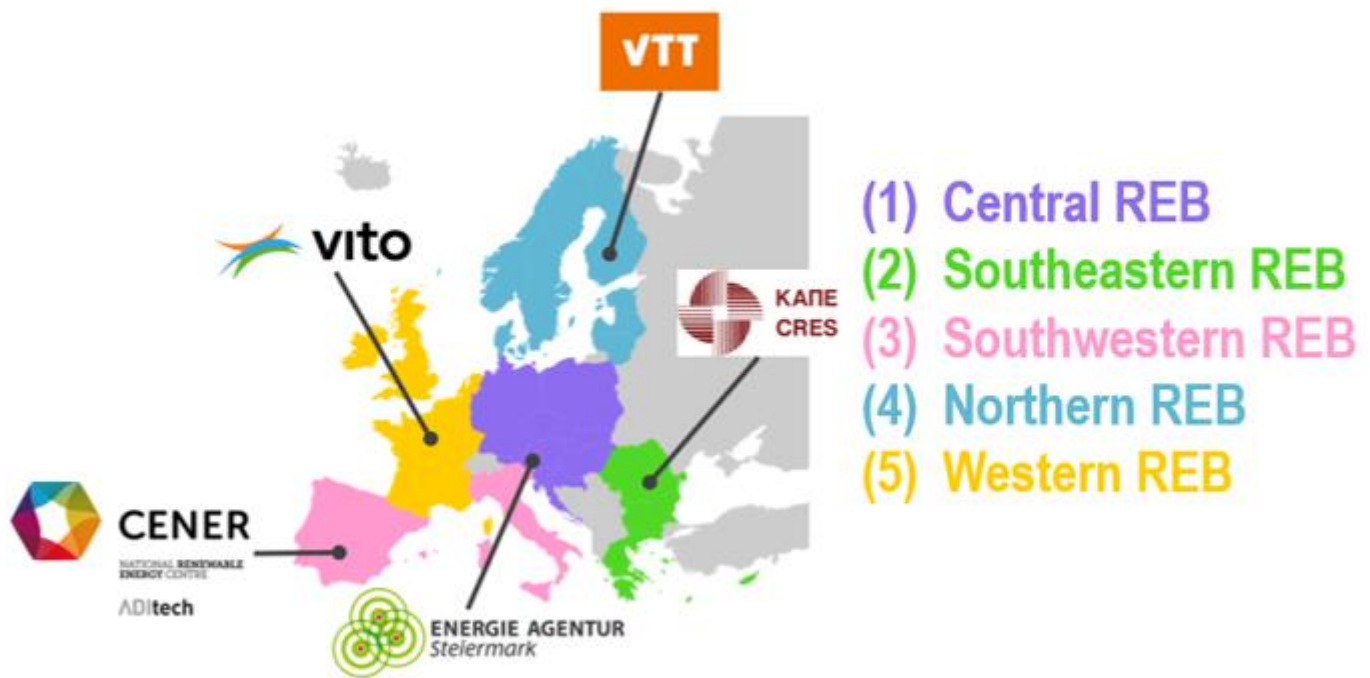 VTT
vito
ΚΑΠΕ
CRES
(1) Central REB
(2) Southeastern REB
(3) Southwestern REB
(4) Northern REB
(5) Western REB
CENER
NATIONAL RENEWABLE
ENERGY CENTRE
ADItech
ENERGIE AGENTUR
Steiermark